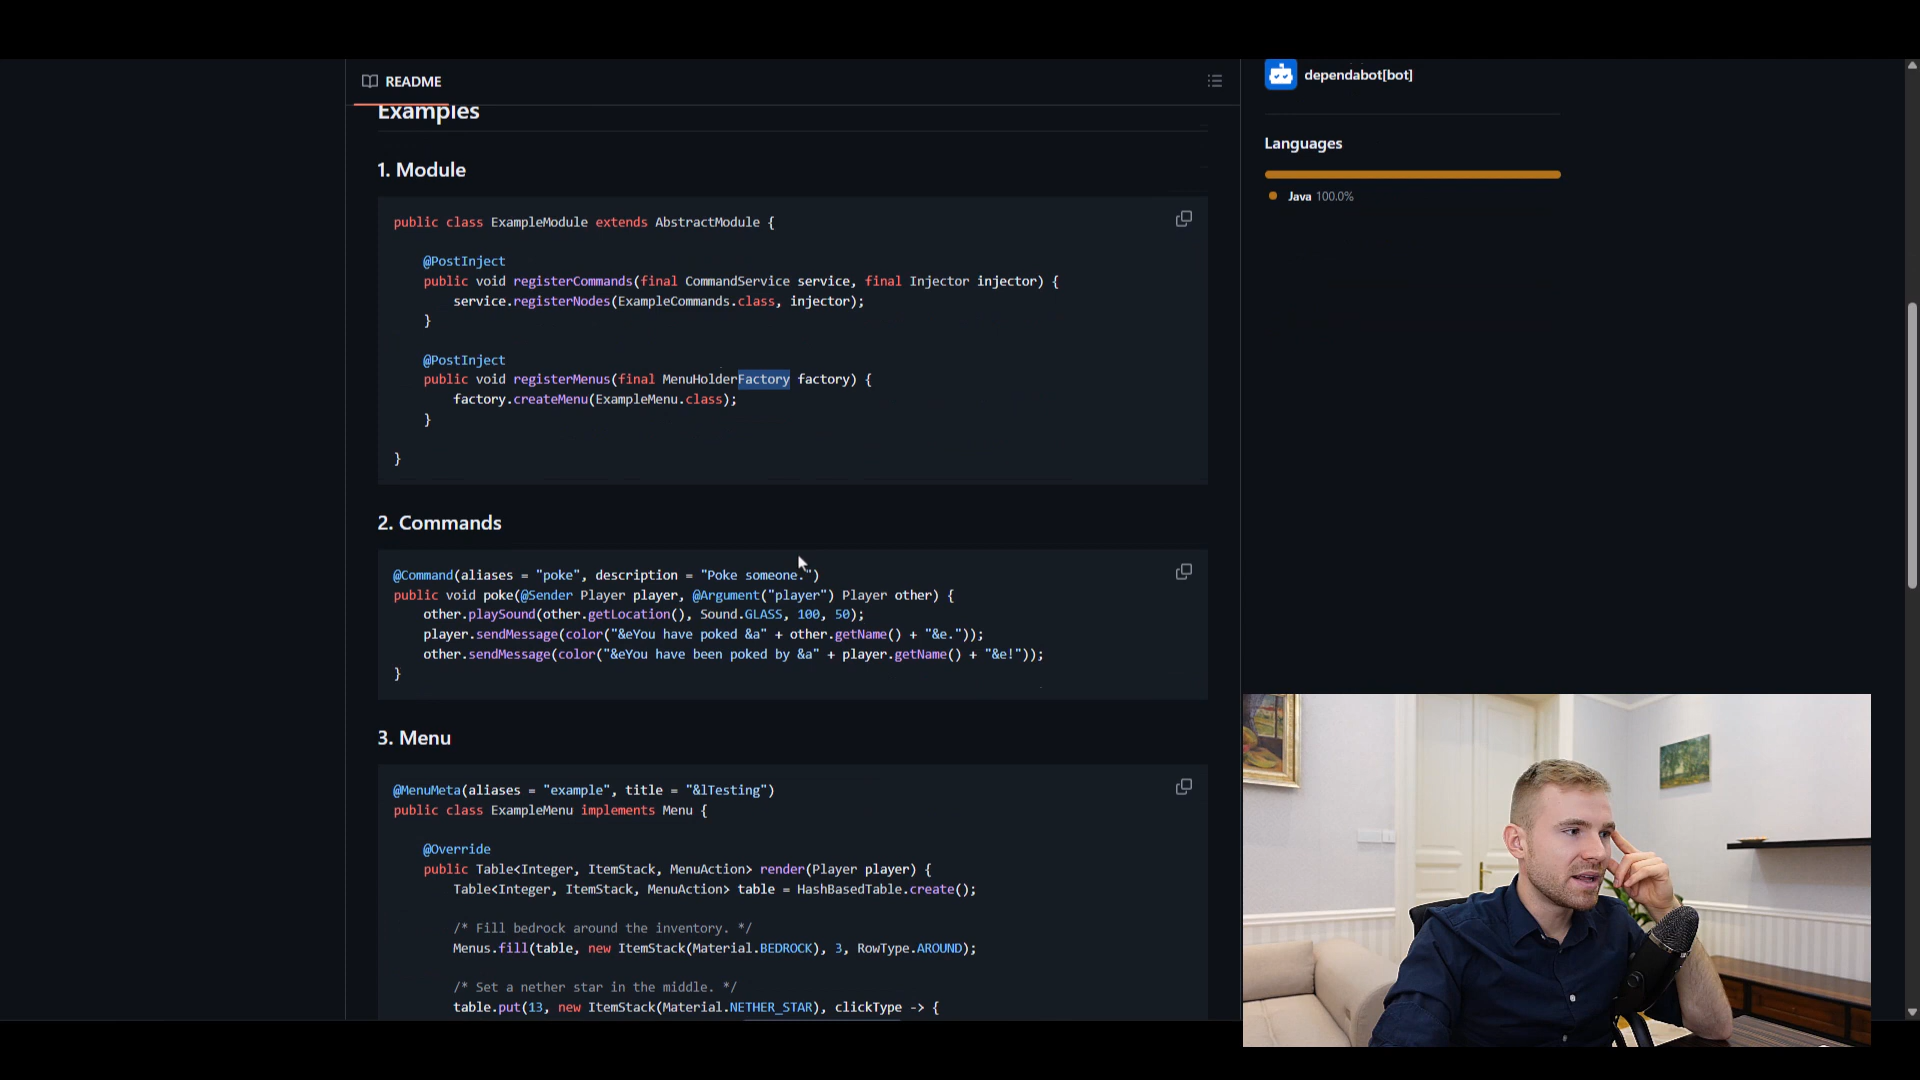 README
dependabot[bot]
Examples
Languages
Java 100.0%
1. Module
public class ExampleModule extends AbstractModule {
@PostInject
public void registerCommands(final CommandService service, final Injector injector) {
service.registerNodes(ExampleCommands.class, injector);
}
@PostInject
public void registerMenus(final MenuHolderFactory factory) {
factory.createMenu(ExampleMenu.class);
}
}
2. Commands
@Command(aliases = "poke", description = "Poke someone.")
public void poke(@Sender Player player, @Argument("player") Player other) {
other.playSound(other.getLocation(), Sound.GLASS, 100, 50);
player.sendMessage(color("&eYou have poked &a" + other.getName() + "&e."));
other.sendMessage(color("&eYou have been poked by &a" + player.getName() + "&e!"));
}
3. Menu
@MenuMeta(aliases = "example", title = "&lTesting")
public class ExampleMenu implements Menu {
@Override
public Table<Integer, ItemStack, MenuAction> render(Player player) {
Table<Integer, ItemStack, MenuAction> table = HashBasedTable.create();
/* Fill bedrock around the inventory. */
Menus.fill(table, new ItemStack(Material.BEDROCK), 3, RowType.AROUND);
/* Set a nether star in the middle. */
table.put(13, new ItemStack(Material.NETHER_STAR), clickType -> {